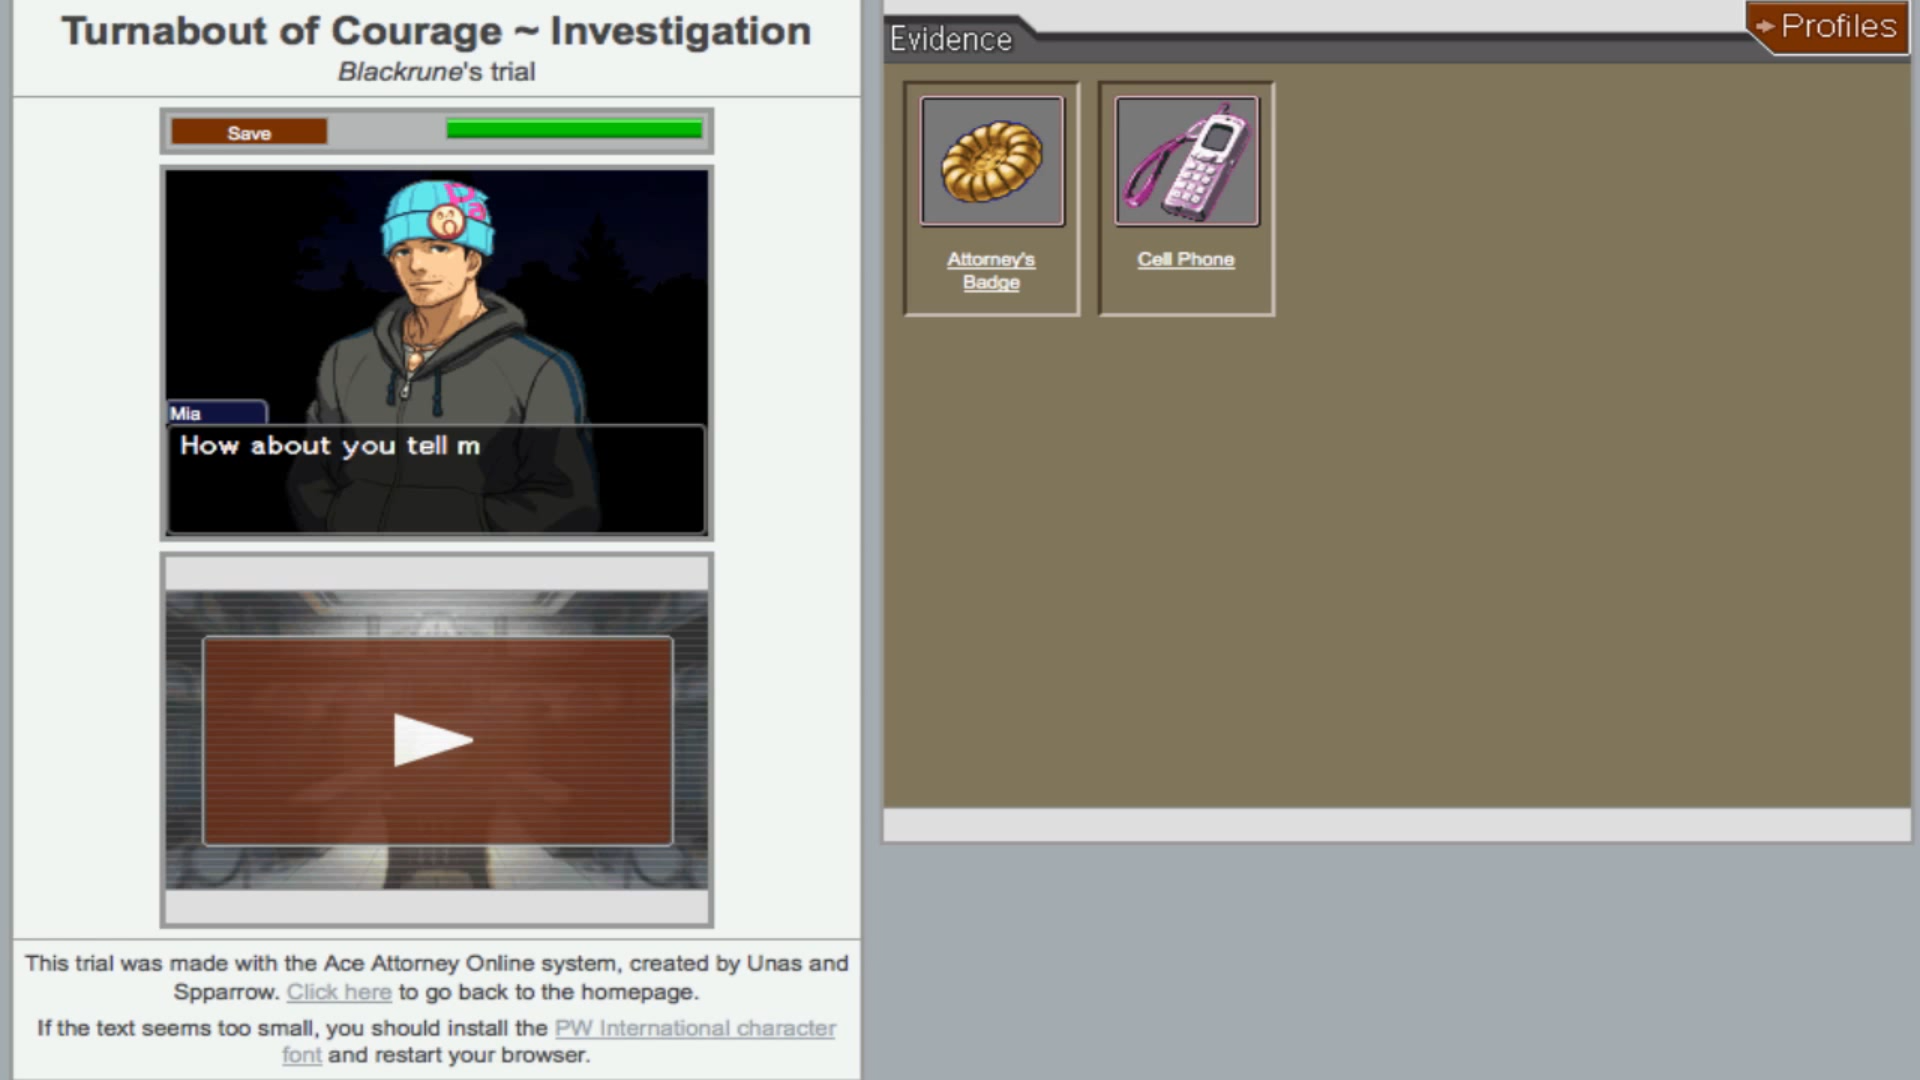 Turnabout of Courage ~ Investigation
Blackrune's trial
Save
Mia
How about you tell m
This trial was made with the Ace Attorney Online system, created by Unas and
Spparrow. Click here to go back to the homepage.
If the text seems too small, you should install the PW International character
font and restart your browser.
Evidence
Profiles
Attorney's
Badge
Cell Phone